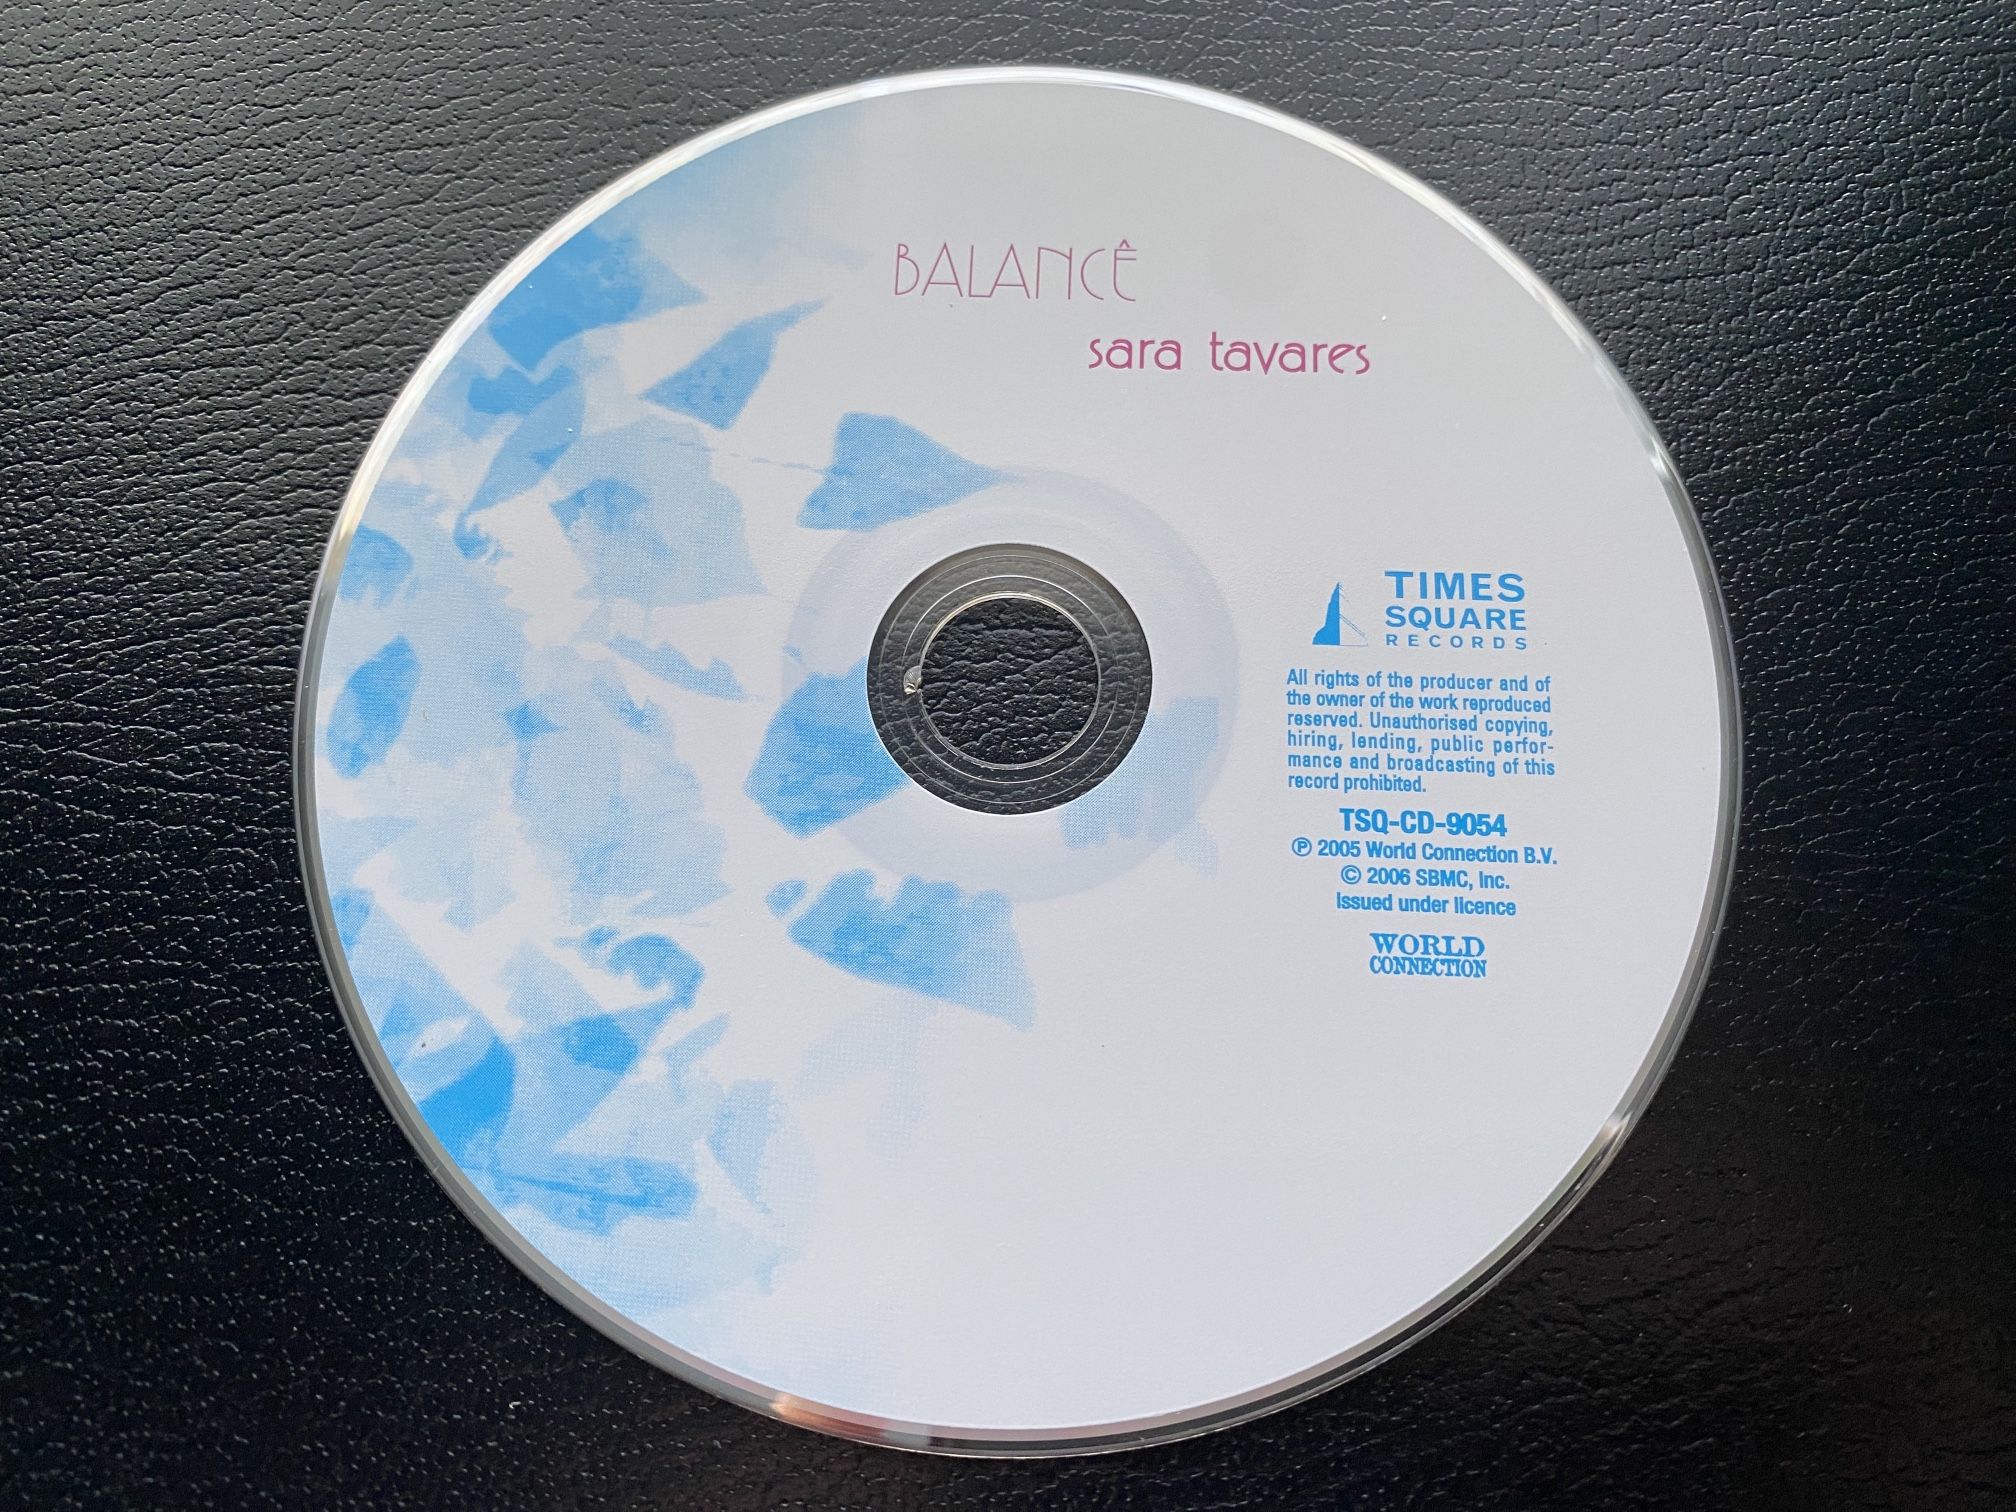 BALANCÊ
sara tavares
TIMES
SQUARE
RECORDS
All rights of the producer and of
the owner of the work reproduced
reserved. Unauthorised copying,
hiring, lending, public perfor-
mance and broadcasting of this
record prohibited.
TSQ-CD-9054
℗ 2005 World Connection B.V.
© 2006 SBMC, Inc.
Issued under licence
WORLD
CONNECTION